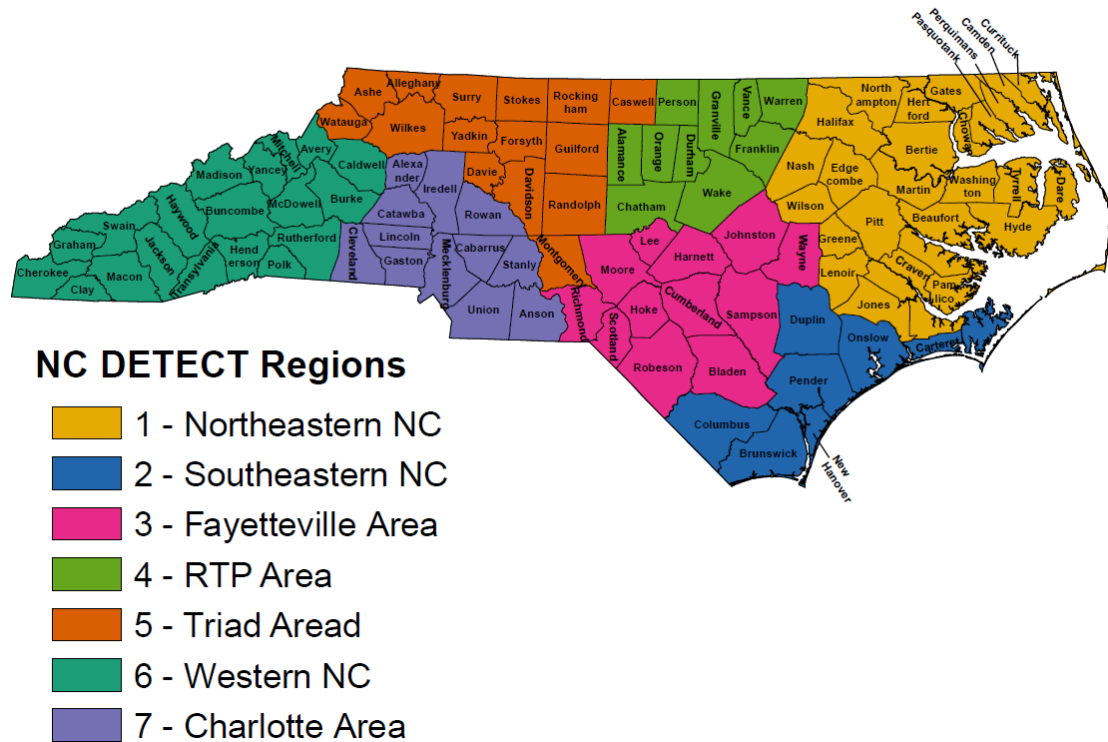 Currituck
Camden
Perquimans
Pasquotank
Ashe
Alleghany
Surry
Stokes
Rocking
ham
Caswell
Person
Granville
Vance
Warren
North
ampton
Gates
Hert
ford
Halifax
Watauga
Wilkes
Yadkin
Forsyth
Guilford
Alamance
Orange
Durham
Franklin
Chowan
Bertie
Mitchell
Avery
Caldwell
Alexa
nder
Iredell
Davie
Davidson
Randolph
Chatham
Wake
Nash
Edge
combe
Martin
Washing
ton
Tyrrell
Dare
Madison
Yancey
McDowell
Burke
Catawba
Rowan
Wilson
Pitt
Beaufort
Hyde
Haywood
Buncombe
Rutherford
Lincoln
Cabarrus
Stanly
Montgomery
Moore
Lee
Harnett
Johnston
Wayne
Greene
Lenoir
Craven
Pam
lico
Jones
Graham
Swain
Jackson
Transylvania
Hend
erson
Polk
Cleveland
Gaston
Mecklenburg
Cherokee
Clay
Macon
Union
Anson
Richmond
Scotland
Hoke
Cumberland
Sampson
Duplin
Onslow
Carteret
Robeson
Bladen
Pender
Columbus
Brunswick
New
Hanover
NC DETECT Regions
1 - Northeastern NC
2 - Southeastern NC
3 - Fayetteville Area
4 - RTP Area
5 - Triad Aread
6 - Western NC
7 - Charlotte Area